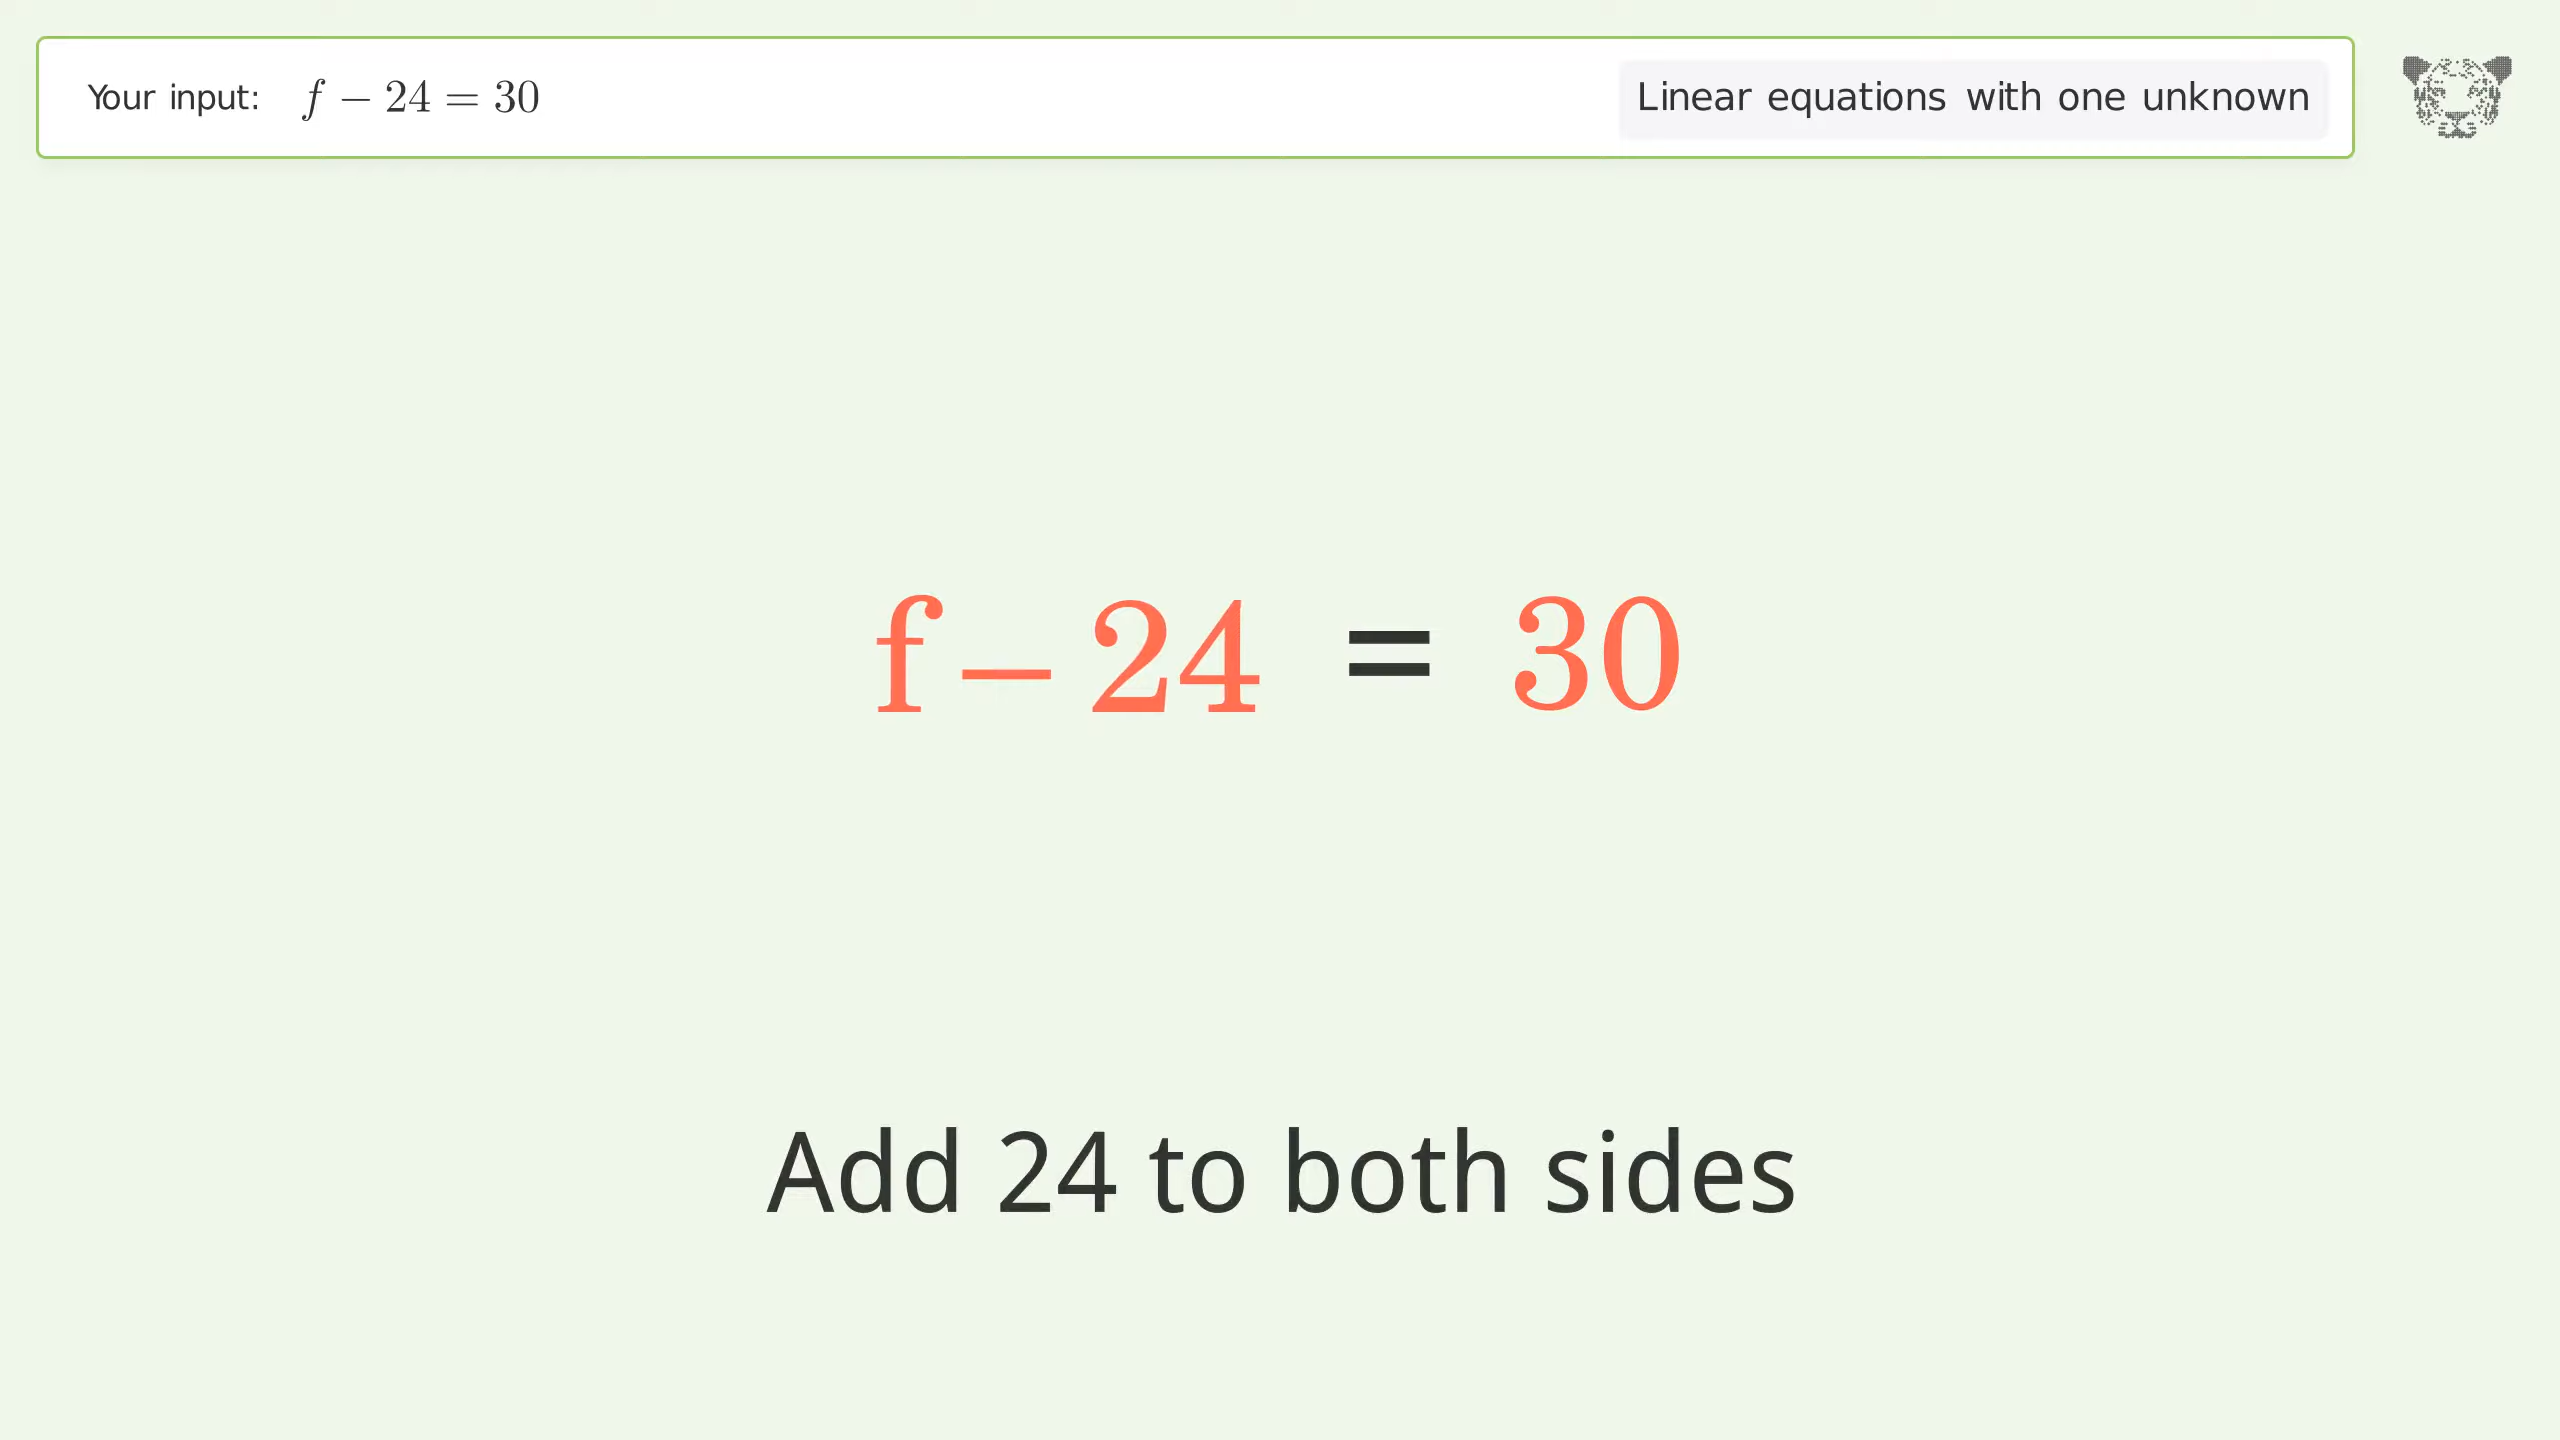 Your input: f − 24 = 30 Linear equations with one unknown
f − 24 = 30
Add 24 to both sides